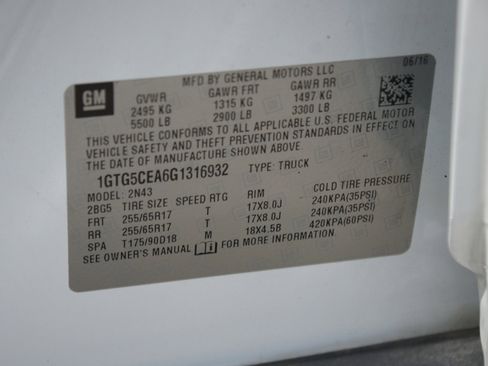 06/16
MFD BY GENERAL MOTORS LLC
GM
GVWR GAWR FRT GAWR RR
2495 KG 1315 KG 1497 KG
5500 LB 2900 LB 3300 LB
THIS VEHICLE CONFORMS TO ALL APPLICABLE U.S. FEDERAL MOTOR
VEHICLE SAFETY AND THEFT PREVENTION STANDARDS IN EFFECT ON
THE DATE OF MANUFACTURE SHOWN ABOVE.
1GTG5CEA6G1316932 TYPE: TRUCK
MODEL: 2N43
2BG5 TIRE SIZE SPEED RTG RIM COLD TIRE PRESSURE
FRT 255/65R17 T 17X8.0J 240KPA(35PSI)
RR 255/65R17 T 17X8.0J 240KPA(35PSI)
SPA T175/90D18 M 18X4.5B 420KPA(60PSI)
SEE OWNER'S MANUAL FOR MORE INFORMATION